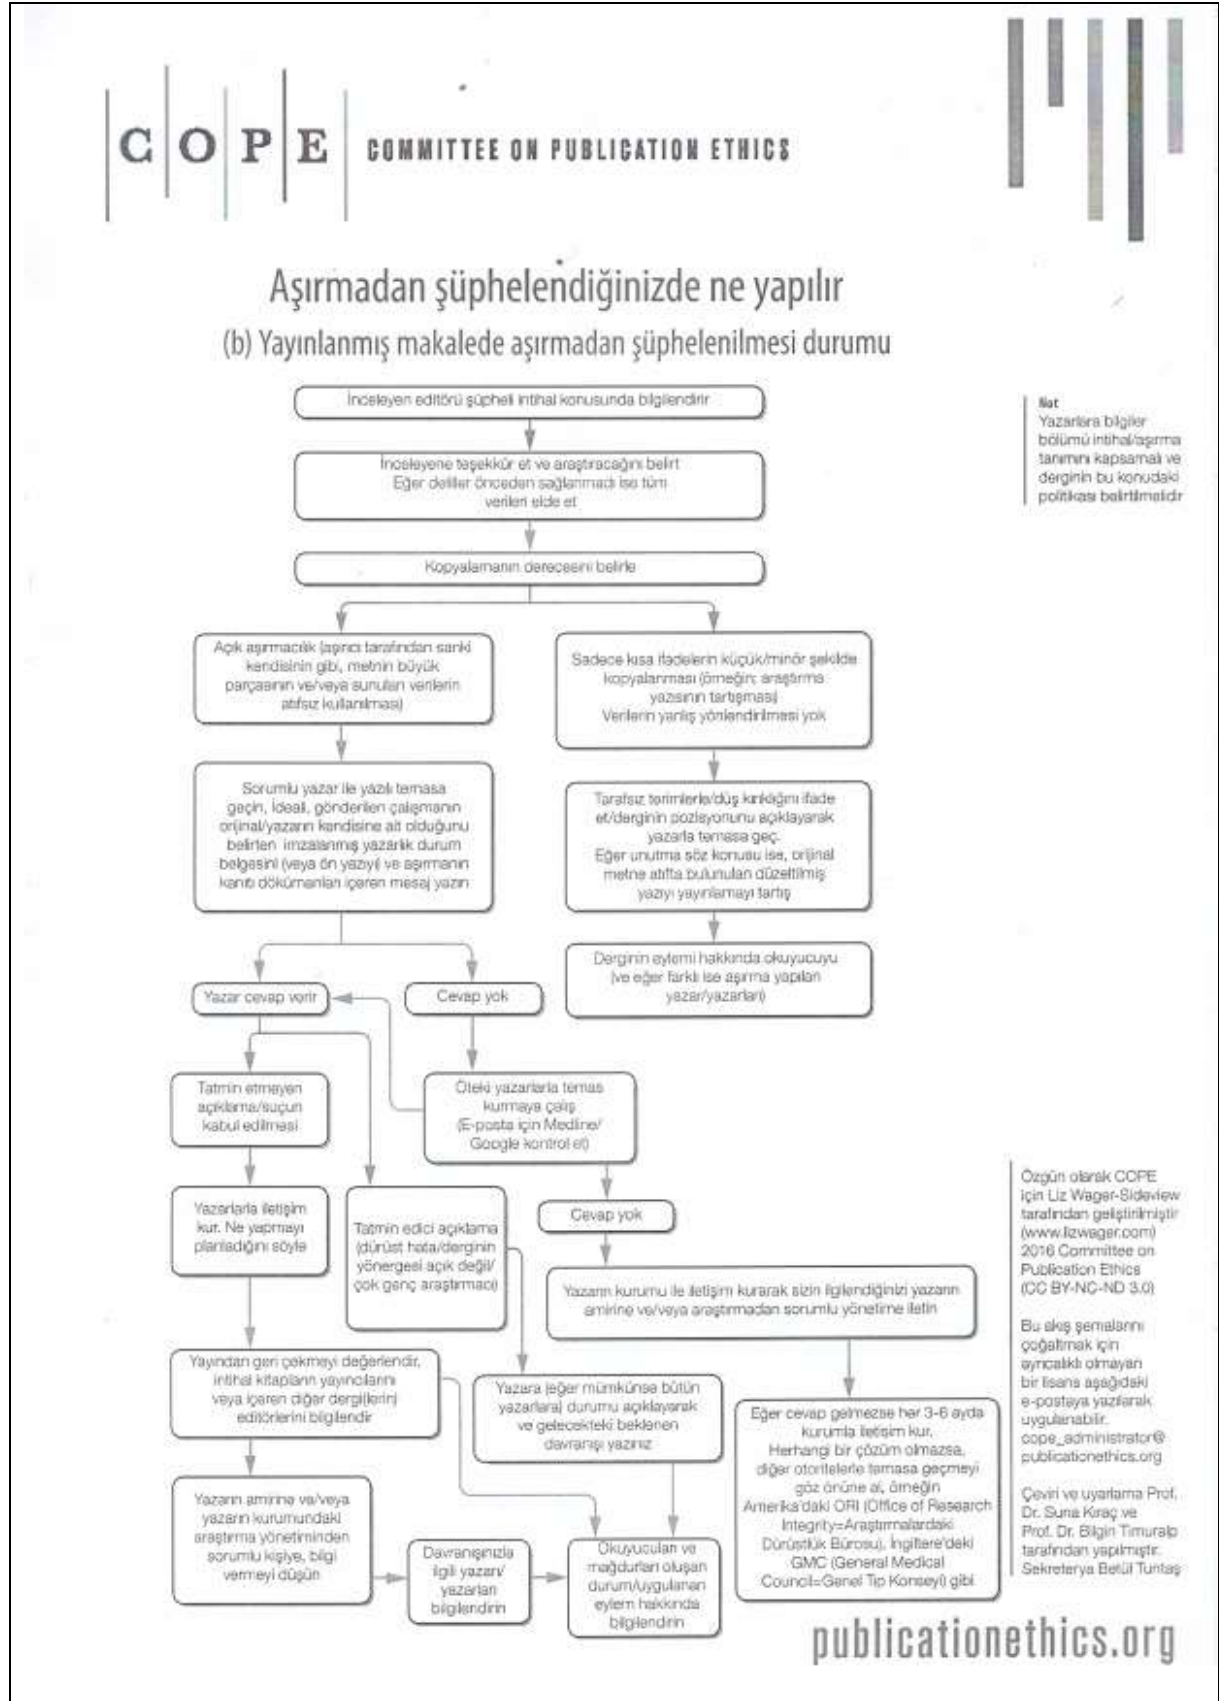 COPE COMMITTEE ON PUBLICATION ETHICS
Aşırmadan şüphelendiğinizde ne yapılır
(b) Yayınlanmış makalede aşırmadan şüphelenilmesi durumu
İnceleyen editörü şüpheli intihal konusunda bilgilendirir
Not
Yazarlara bilgiler
bölümü intihal/aşırma
tanımını kapsamalı ve
derginin bu konudaki
politikası belirtilmelidir
İnceleyene teşekkür et ve araştıracağını belirt
Eğer deliller önceden sağlanmadı ise tüm
verileri elde et
Kopyalamanın derecesini belirle
Açık aşırmacılık (aşırıcı tarafından sanki
kendisinin gibi, metnin büyük
parçasının ve/veya sunulan verilerin
atıfsız kullanılması)
Sadece kısa ifadelerin küçük/minör şekilde
kopyalanması (örneğin; araştırma
yazısının tartışması)
Verilerin yanlış yönlendirilmesi yok
Sorumlu yazar ile yazılı temasa
geçin, İdeali, gönderilen çalışmanın
orijinal/yazarın kendisine ait olduğunu
belirten imzalanmış yazarlık durum
belgesini (veya ön yazıyı) ve aşırmanın
kanıtı dökümanları içeren mesaj yazın
Tarafsız terimlerle/düş kırıklığını ifade
et/derginin pozisyonunu açıklayarak
yazarla temasa geç.
Eğer unutma söz konusu ise, orijinal
metne atıfta bulunulan düzeltilmiş
yazıyı yayınlamayı tartış
Derginin eylemi hakkında okuyucuyu
(ve eğer farklı ise aşırma yapılan
yazar/yazarları)
Yazar cevap verir
Cevap yok
Tatmin etmeyen
açıklama/suçun
kabul edilmesi
Öteki yazarlarla temas
kurmaya çalış
(E-posta için Medline/
Google kontrol et)
Yazarlarla iletişim
kur. Ne yapmayı
planladığını söyle
Tatmin edici açıklama
(dürüst hata/derginin
yönergesi açık değil/
çok genç araştırmacı)
Cevap yok
Yazarın kurumu ile iletişim kurarak sizin ilgilendiğinizi yazarın
amirine ve/veya araştırmadan sorumlu yönetime iletin
Yayından geri çekmeyi değerlendir,
intihal kitapların yayıncılarını
veya içeren diğer dergi(lerin)
editörlerini bilgilendir
Yazara (eğer mümkünse bütün
yazarlara) durumu açıklayarak
ve gelecekteki beklenen
davranışı yazınız
Eğer cevap gelmezse her 3-6 ayda
kurumla iletişim kur.
Herhangi bir çözüm olmazsa,
diğer otoritelerle temasa geçmeyi
göz önüne al, örneğin
Amerika'daki ORI (Office of Research
Integrity=Araştırmalardaki
Dürüstlük Bürosu), İngiltere'deki
GMC (General Medical
Council=Genel Tıp Konseyi) gibi
Yazarın amirine ve/veya
yazarın kurumundaki
araştırma yönetiminden
sorumlu kişiye, bilgi
vermeyi düşün
Davranışınızla
ilgili yazarı/
yazarları
bilgilendirin
Okuyucuları ve
mağdurları oluşan
durum/uygulanan
eylem hakkında
bilgilendirin
Özgün olarak COPE
için Liz Wager-Sideview
tarafından geliştirilmiştir
(www.lizwager.com)
2016 Committee on
Publication Ethics
(CC BY-NC-ND 3.0)
Bu akış şemalarını
çoğaltmak için
ayrıcalıklı olmayan
bir lisans aşağıdaki
e-postaya yazılarak
uygulanabilir.
cope_administrator@
publicationethics.org
Çeviri ve uyarlama Prof.
Dr. Suna Kıraç ve
Prof. Dr. Bilgin Timuralp
tarafından yapılmıştır.
Sekreterya Betül Tuntaş
publicationethics.org